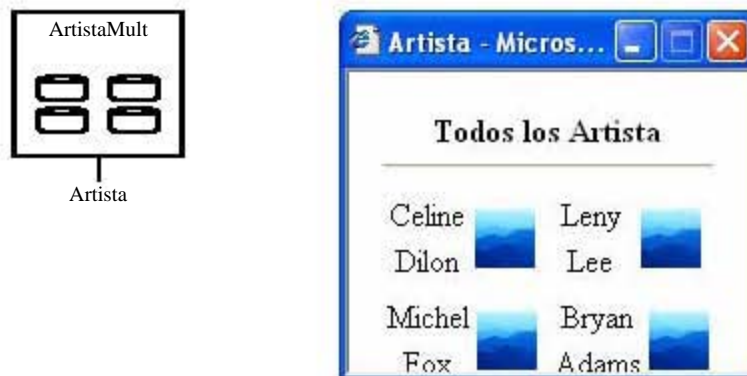 ArtistaMult
Artista
Artista - Micros...
Todos los Artista
Celine
Dilon
Leny
Lee
Michel
Fox
Bryan
Adams